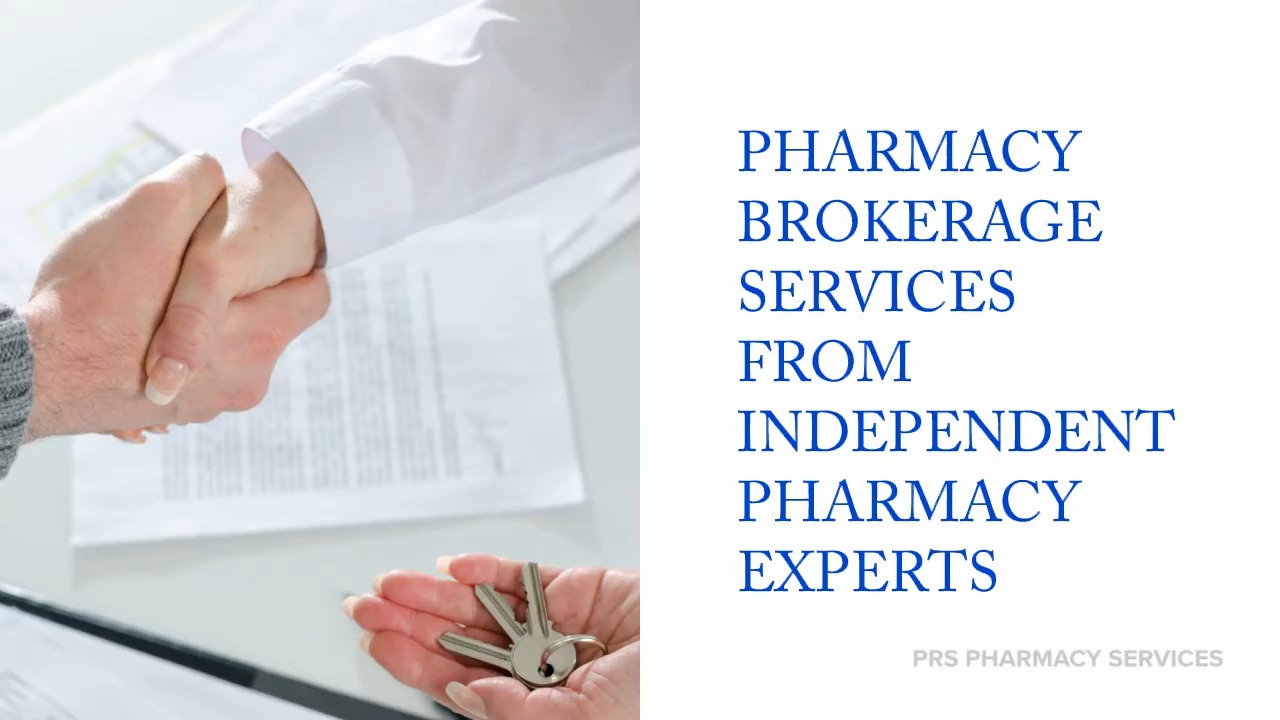 PHARMACY
BROKERAGE
SERVICES
FROM
INDEPENDENT
PHARMACY
EXPERTS
PRS PHARMACY SERVICES